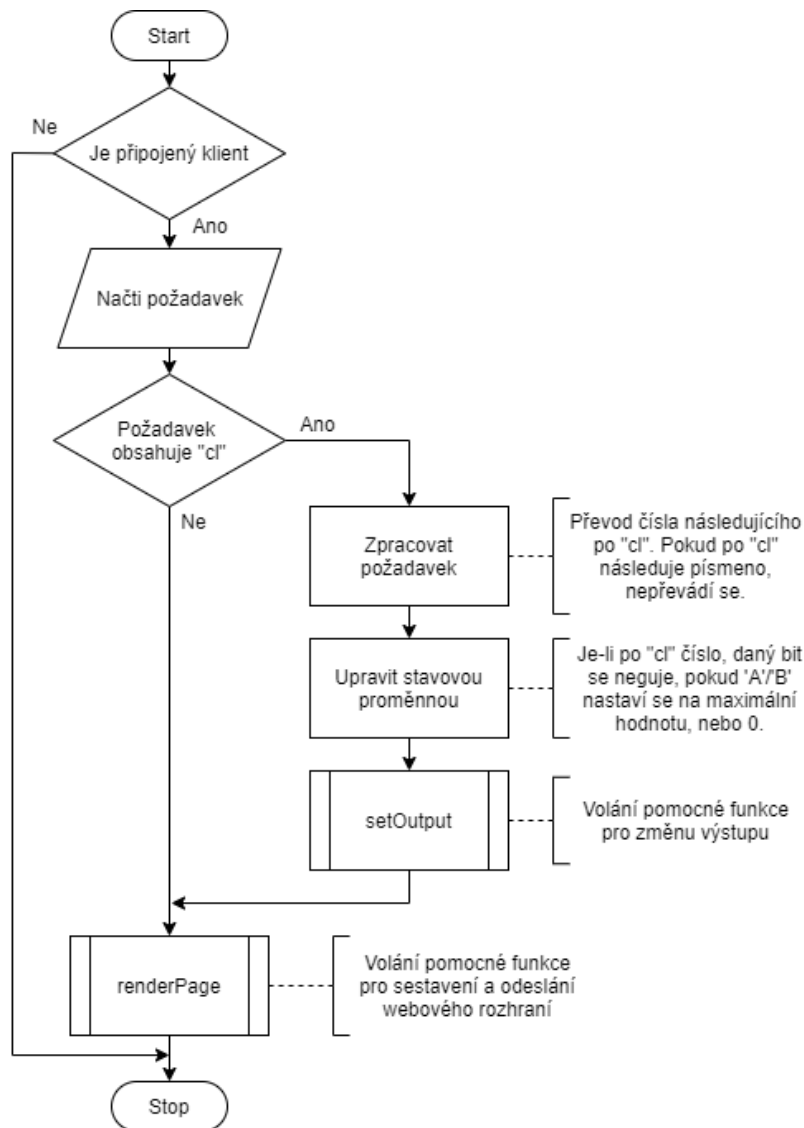 Start
Ne
Je připojený klient
Ano
Načti požadavek
Požadavek
obsahuje "cl"
Ano
Ne
Zpracovat
požadavek
Převod čísla následujícího
po "cl". Pokud po "cl"
následuje písmeno,
nepřevádí se.
Upravit stavovou
proměnnou
Je-li po "cl" číslo, daný bit
se neguje, pokud 'A'/'B'
nastaví se na maximální
hodnotu, nebo 0.
setOutput
Volání pomocné funkce
pro změnu výstupu
renderPage
Volání pomocné funkce
pro sestavení a odeslání
webového rozhraní
Stop